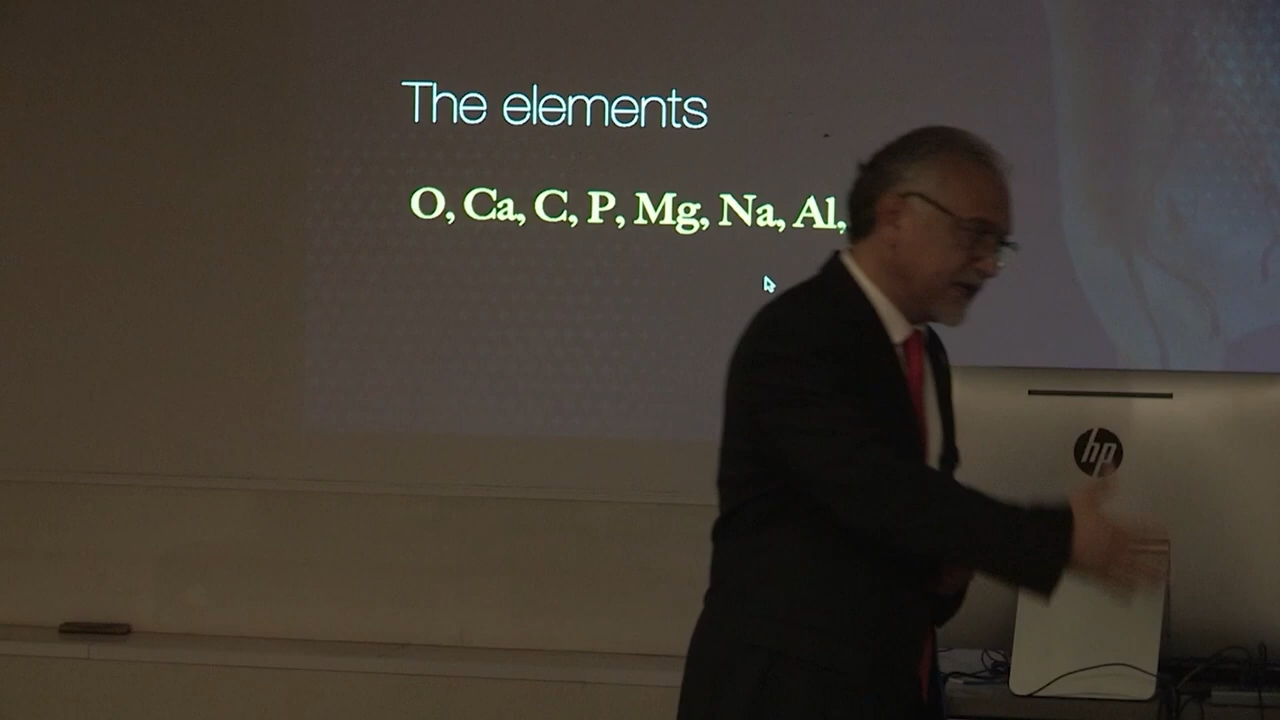 The elements
O, Ca, C, P, Mg, Na, Al,
hp